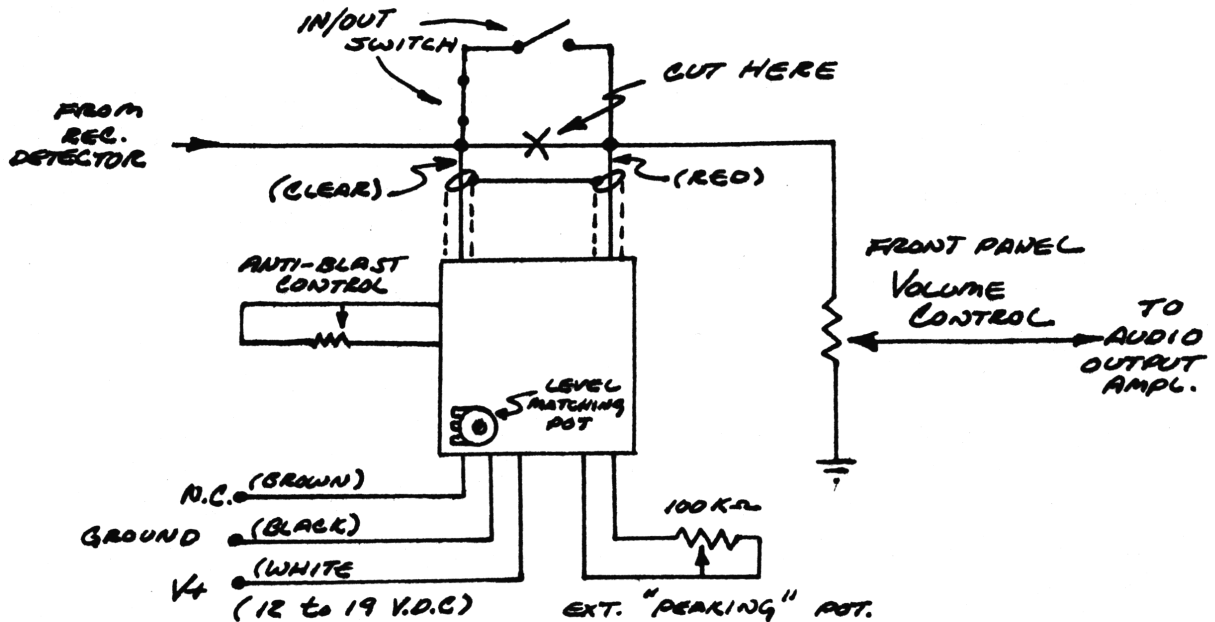 IN/OUT
SWITCH
CUT HERE
FROM
REC.
DETECTOR
(CLEAR)
(RED)
ANTI-BLAST
CONTROL
FRONT PANEL
VOLUME
CONTROL
TO
AUDIO
OUTPUT
AMPL.
LEVEL
MATCHING
POT
N.C. (BROWN)
GROUND (BLACK)
V+ (WHITE
(12 to 19 V.D.C)
100KΩ
EXT. "PEAKING" POT.